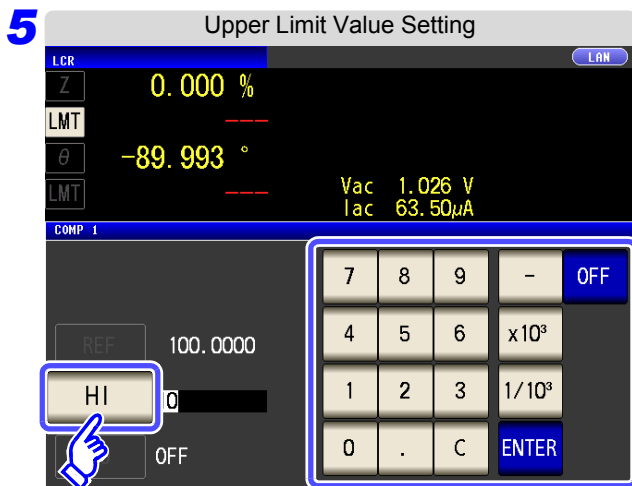 5 Upper Limit Value Setting
LCR LAN
Z 0.000 %
LMT ---
θ -89.993 °
LMT ---
Vac 1.026 V
Iac 63.50μA
COMP 1
7 8 9 - OFF
REF 100.0000
4 5 6 x10³
HI 0
1 2 3 1/10³
OFF
0 . C ENTER